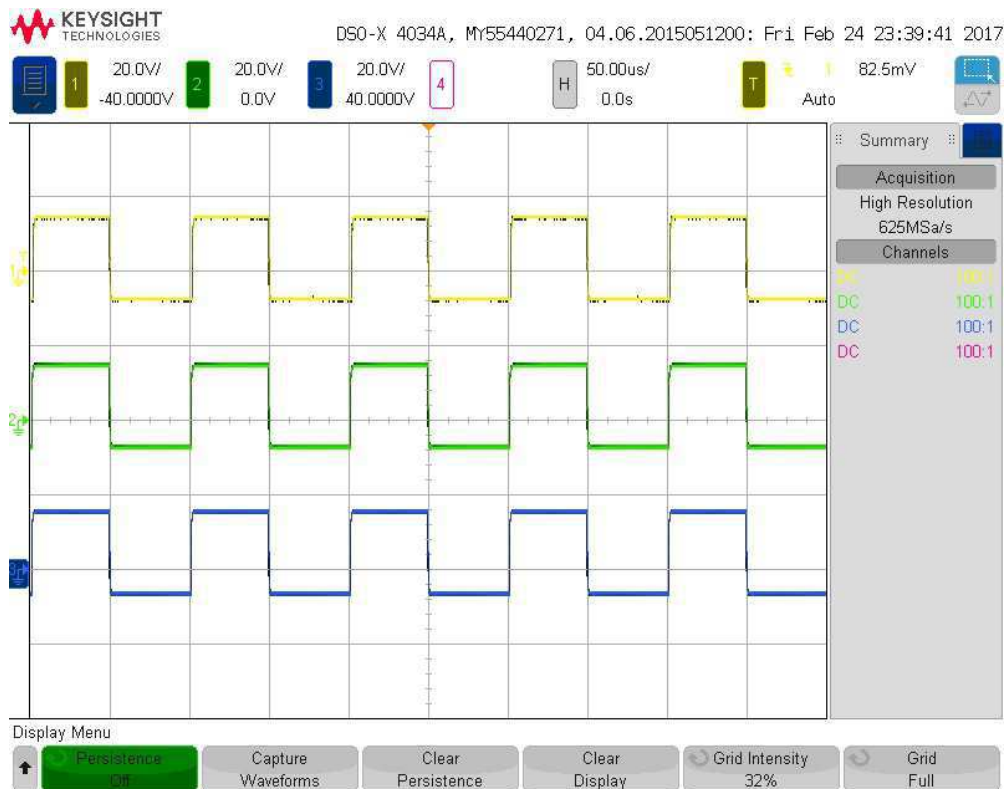 KEYSIGHT
TECHNOLOGIES
DSO-X 4034A, MY55440271, 04.06.2015051200: Fri Feb 24 23:39:41 2017
1 20.0V/ 2 20.0V/ 3 20.0V/ 4 H 50.00us/ T 1 82.5mV
-40.0000V 0.0V 40.0000V 0.0s Auto
Summary
Acquisition
High Resolution
625MSa/s
Channels
DC 100:1
DC 100:1
DC 100:1
DC 100:1
T
1
2
3
Display Menu
Persistence
Off
Capture
Waveforms
Clear
Persistence
Clear
Display
Grid Intensity
32%
Grid
Full